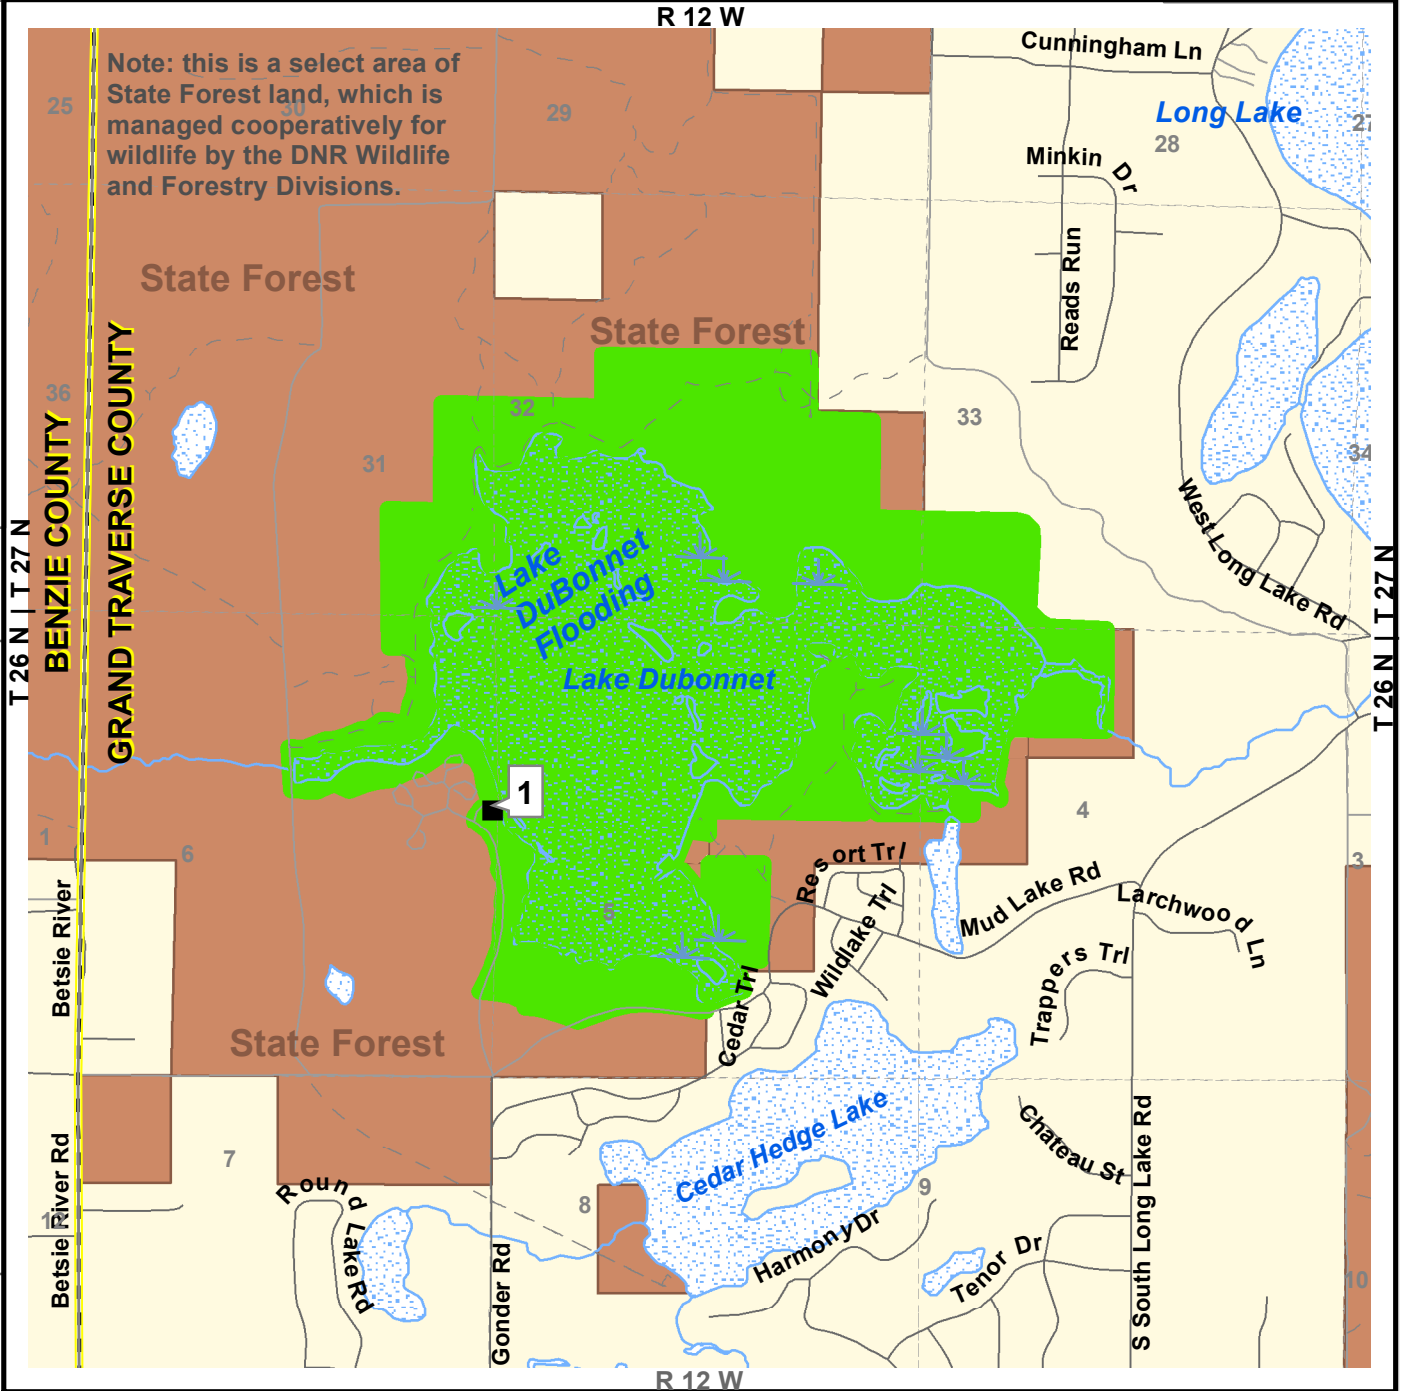 R 12 W
Note: this is a select area of
State Forest land, which is
managed cooperatively for
wildlife by the DNR Wildlife
and Forestry Divisions.
25
30
29
28
27
Cunningham Ln
Long Lake
Minkin Dr
Reads Run
State Forest
State Forest
36
31
32
33
34
BENZIE COUNTY
GRAND TRAVERSE COUNTY
T 26 N | T 27 N
T 26 N | T 27 N
West Long Lake Rd
Lake
DuBonnet
Flooding
Lake Dubonnet
1
1
6
5
4
3
Resort Trl
Wildlake Trl
Cedar Trl
Mud Lake Rd
Larchwood Ln
Trappers Trl
Betsie River
State Forest
Cedar Hedge Lake
Chateau St
S South Long Lake Rd
7
8
9
10
12
Betsie River Rd
Round Lake Rd
Gonder Rd
Harmony Dr
Tenor Dr
R 12 W